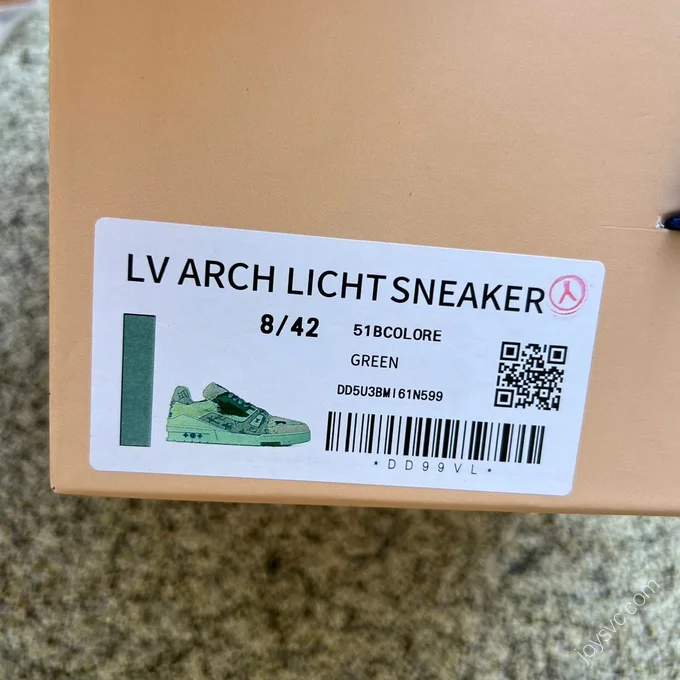 LV ARCH LICHT SNEAKER
8/42
51BCOLORE
GREEN
DD5U3BMI61N599
*DD99VL*
joysvc.com